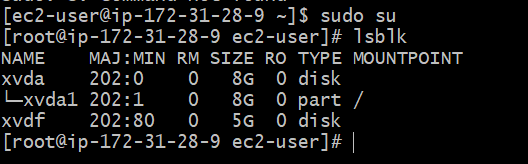 [ec2-user@ip-172-31-28-9 ~]$ sudo su
[root@ip-172-31-28-9 ec2-user]# lsblk
NAME    MAJ:MIN RM SIZE RO TYPE MOUNTPOINT
xvda    202:0    0   8G  0 disk
└─xvda1 202:1    0   8G  0 part /
xvdf    202:80   0   5G  0 disk
[root@ip-172-31-28-9 ec2-user]#